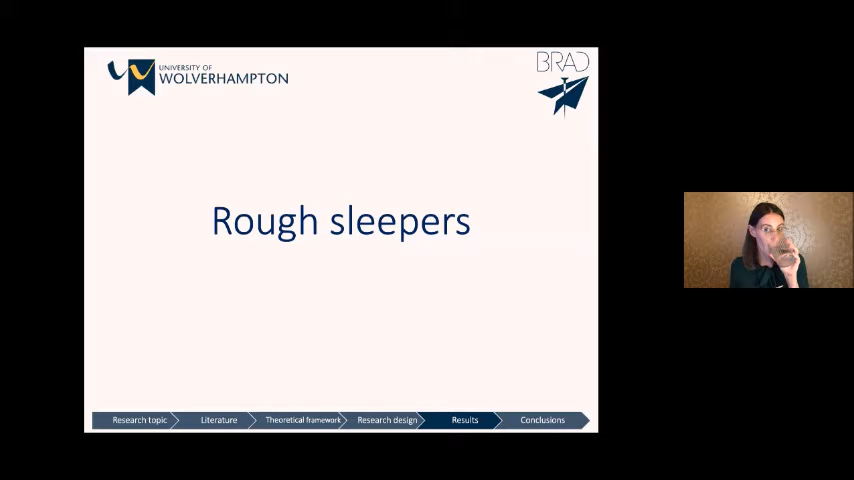 UNIVERSITY OF
WOLVERHAMPTON
BRAD
Rough sleepers
Research topic
Literature
Theoretical framework
Research design
Results
Conclusions